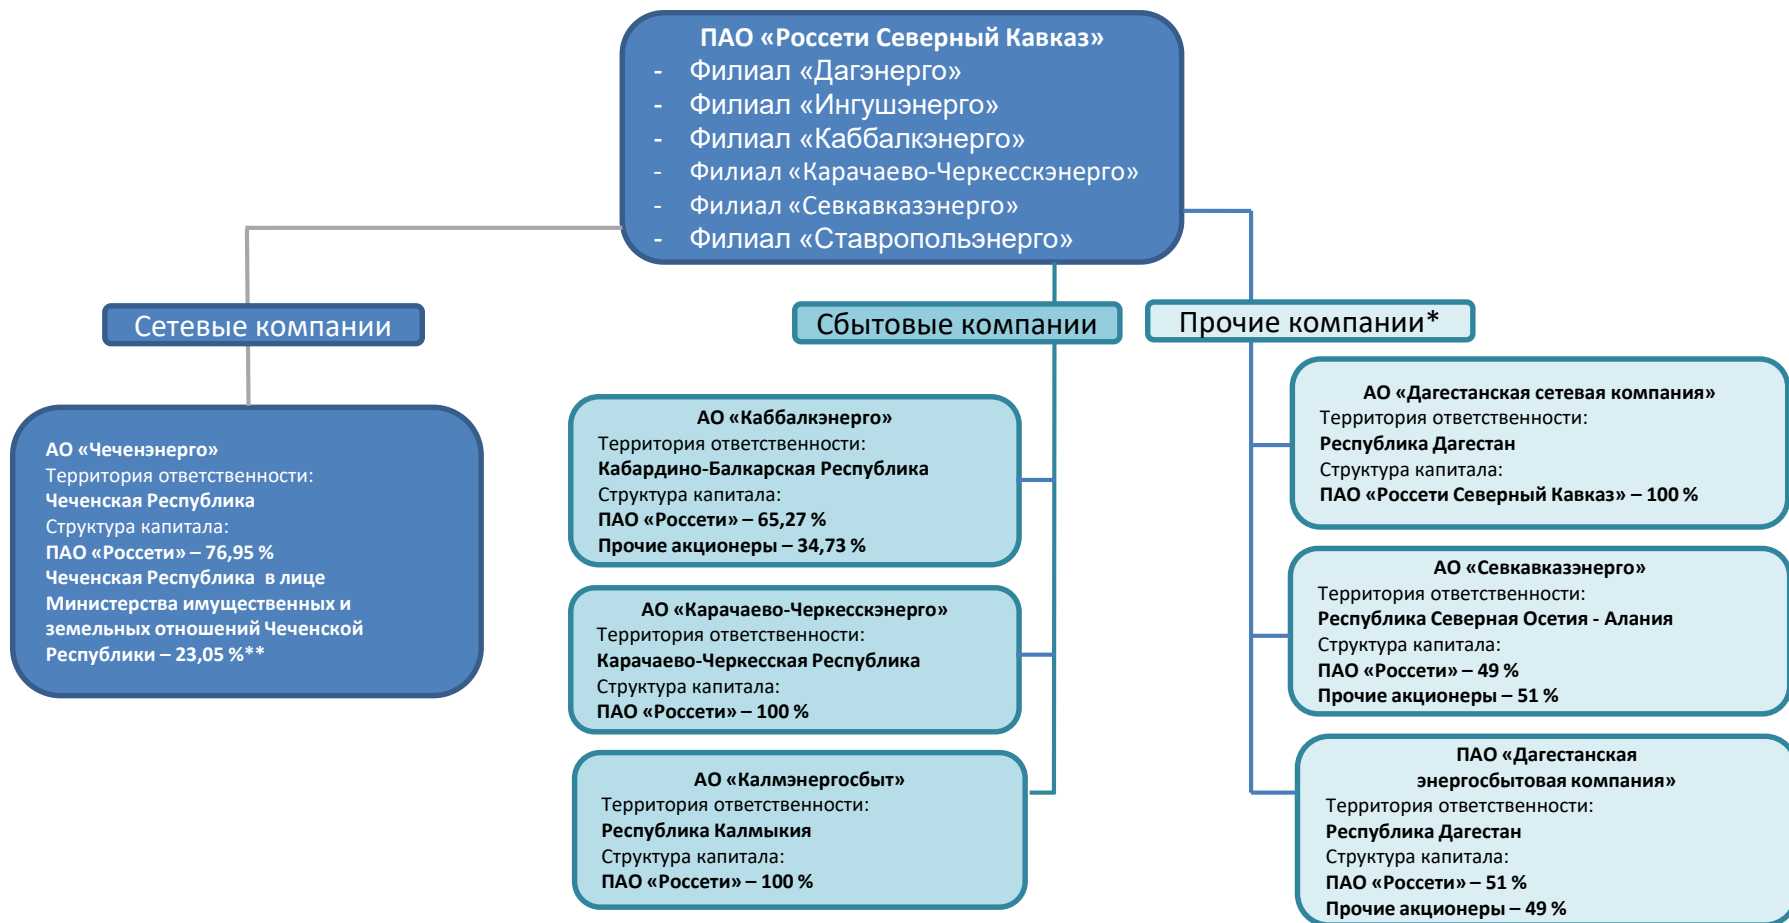 ПАО «Россети Северный Кавказ»
- Филиал «Дагэнерго»
- Филиал «Ингушэнерго»
- Филиал «Каббалкэнерго»
- Филиал «Карачаево-Черкесскэнерго»
- Филиал «Севкавказэнерго»
- Филиал «Ставропольэнерго»
Сетевые компании
АО «Чеченэнерго»
Территория ответственности:
Чеченская Республика
Структура капитала:
ПАО «Россети» – 76,95 %
Чеченская Республика в лице
Министерства имущественных и
земельных отношений Чеченской
Республики – 23,05 %**
Сбытовые компании
АО «Каббалкэнерго»
Территория ответственности:
Кабардино-Балкарская Республика
Структура капитала:
ПАО «Россети» – 65,27 %
Прочие акционеры – 34,73 %
АО «Карачаево-Черкесскэнерго»
Территория ответственности:
Карачаево-Черкесская Республика
Структура капитала:
ПАО «Россети» – 100 %
АО «Калмэнергосбыт»
Территория ответственности:
Республика Калмыкия
Структура капитала:
ПАО «Россети» – 100 %
Прочие компании*
АО «Дагестанская сетевая компания»
Территория ответственности:
Республика Дагестан
Структура капитала:
ПАО «Россети Северный Кавказ» – 100 %
АО «Севкавказэнерго»
Территория ответственности:
Республика Северная Осетия - Алания
Структура капитала:
ПАО «Россети» – 49 %
Прочие акционеры – 51 %
ПАО «Дагестанская
энергосбытовая компания»
Территория ответственности:
Республика Дагестан
Структура капитала:
ПАО «Россети» – 51 %
Прочие акционеры – 49 %